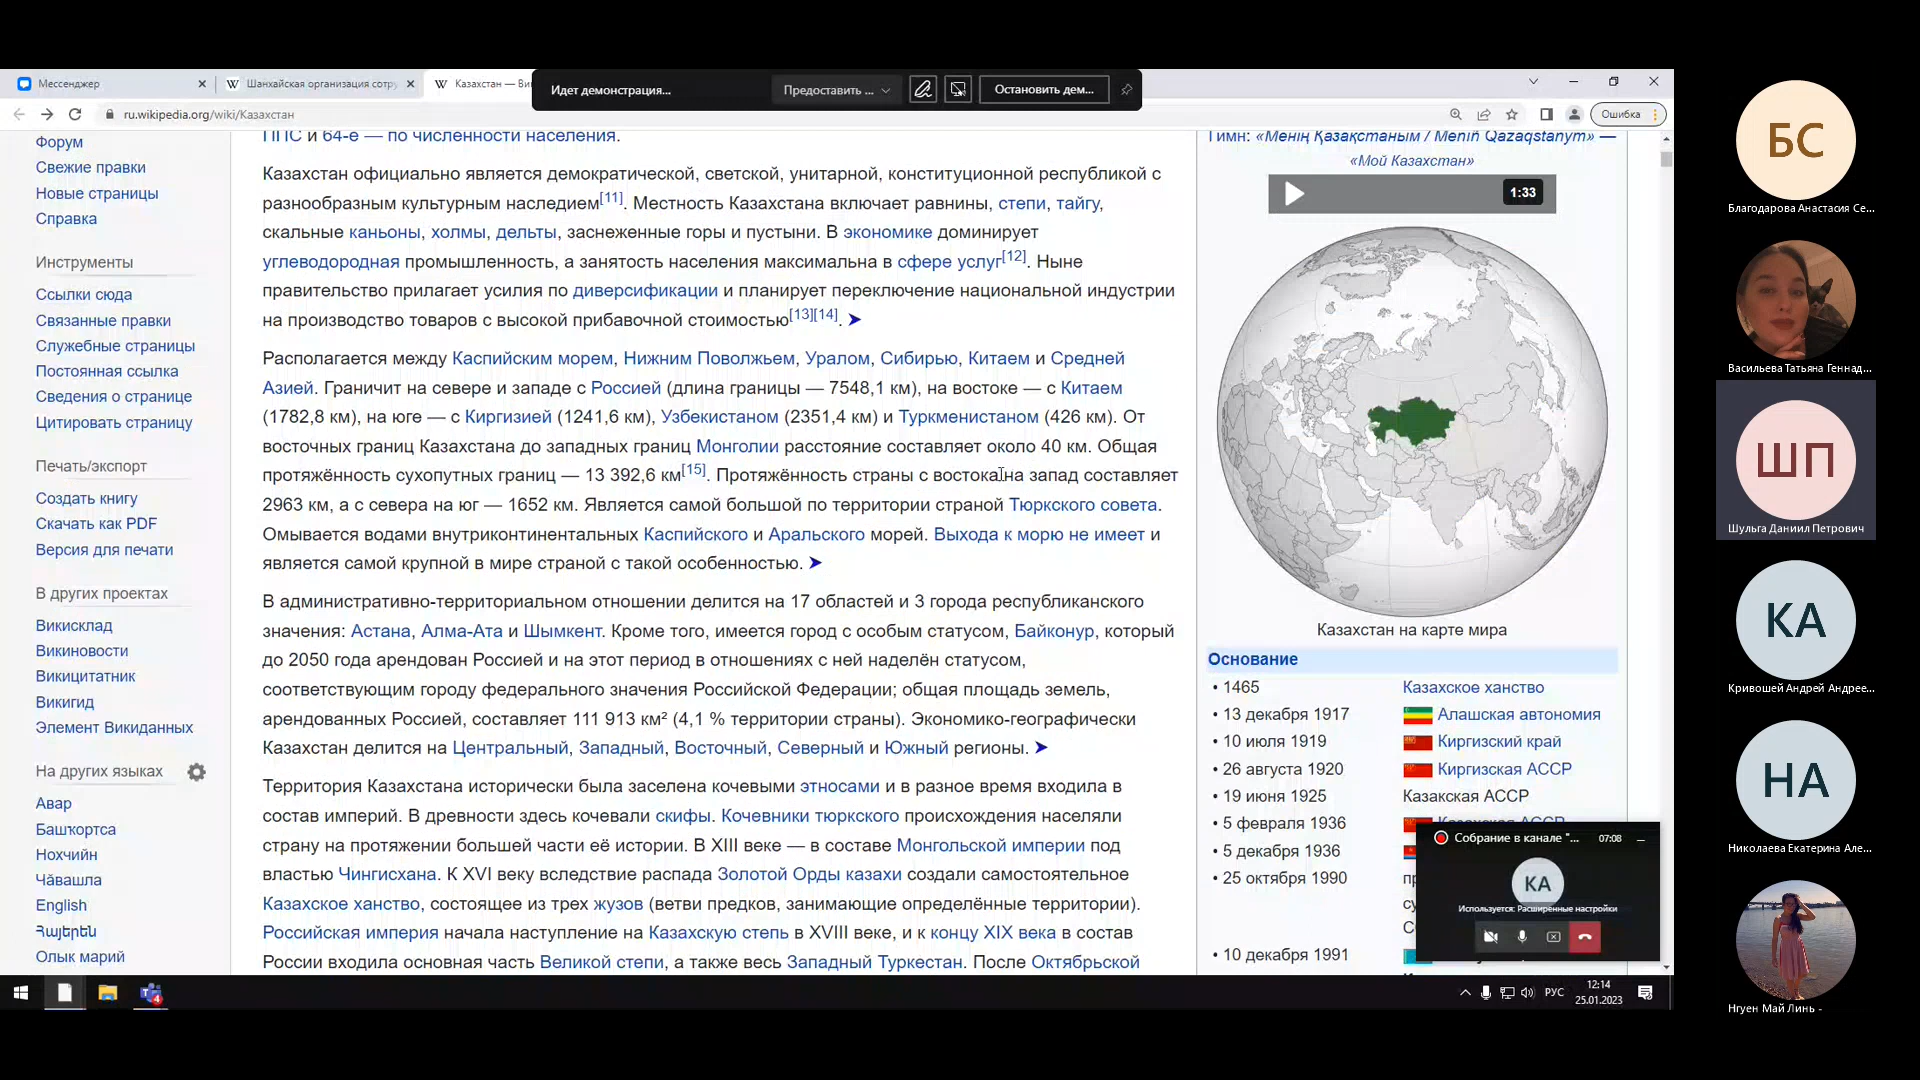 Мессенджер
Шанхайская организация сотру
Казахстан — Ви
Идет демонстрация...
Предоставить ...
Остановить дем...
ru.wikipedia.org/wiki/Казахстан
Ошибка
Форум
Свежие правки
Новые страницы
Справка
Инструменты
Ссылки сюда
Связанные правки
Служебные страницы
Постоянная ссылка
Сведения о странице
Цитировать страницу
Печать/экспорт
Создать книгу
Скачать как PDF
Версия для печати
В других проектах
Викисклад
Викиновости
Викицитатник
Викигид
Элемент Викиданных
На других языках
Авар
Башҡортса
Нохчийн
Чӑвашла
English
Հայերեն
Олык марий
ППС и 64-е — по численности населения.
Казахстан официально является демократической, светской, унитарной, конституционной республикой с
разнообразным культурным наследием[11]. Местность Казахстана включает равнины, степи, тайгу,
скальные каньоны, холмы, дельты, заснеженные горы и пустыни. В экономике доминирует
углеводородная промышленность, а занятость населения максимальна в сфере услуг[12]. Ныне
правительство прилагает усилия по диверсификации и планирует переключение национальной индустрии
на производство товаров с высокой прибавочной стоимостью[13][14]. ➤
Располагается между Каспийским морем, Нижним Поволжьем, Уралом, Сибирью, Китаем и Средней
Азией. Граничит на севере и западе с Россией (длина границы — 7548,1 км), на востоке — с Китаем
(1782,8 км), на юге — с Киргизией (1241,6 км), Узбекистаном (2351,4 км) и Туркменистаном (426 км). От
восточных границ Казахстана до западных границ Монголии расстояние составляет около 40 км. Общая
протяжённость сухопутных границ — 13 392,6 км[15]. Протяжённость страны с востока на запад составляет
2963 км, а с севера на юг — 1652 км. Является самой большой по территории страной Тюркского совета.
Омывается водами внутриконтинентальных Каспийского и Аральского морей. Выхода к морю не имеет и
является самой крупной в мире страной с такой особенностью. ➤
В административно-территориальном отношении делится на 17 областей и 3 города республиканского
значения: Астана, Алма-Ата и Шымкент. Кроме того, имеется город с особым статусом, Байконур, который
до 2050 года арендован Россией и на этот период в отношениях с ней наделён статусом,
соответствующим городу федерального значения Российской Федерации; общая площадь земель,
арендованных Россией, составляет 111 913 км² (4,1 % территории страны). Экономико-географически
Казахстан делится на Центральный, Западный, Восточный, Северный и Южный регионы. ➤
Территория Казахстана исторически была заселена кочевыми этносами и в разное время входила в
состав империй. В древности здесь кочевали скифы. Кочевники тюркского происхождения населяли
страну на протяжении большей части её истории. В XIII веке — в составе Монгольской империи под
властью Чингисхана. К XVI веку вследствие распада Золотой Орды казахи создали самостоятельное
Казахское ханство, состоящее из трех жузов (ветви предков, занимающие определённые территории).
Российская империя начала наступление на Казахскую степь в XVIII веке, и к концу XIX века в состав
России входила основная часть Великой степи, а также весь Западный Туркестан. После Октябрьской
Гимн: «Менің Қазақстаным / Meniñ Qazaqstanym» —
«Мой Казахстан»
1:33
Казахстан на карте мира
Основание
• 1465 Казахское ханство
• 13 декабря 1917 Алашская автономия
• 10 июля 1919 Киргизский край
• 26 августа 1920 Киргизская АССР
• 19 июня 1925 Казакская АССР
• 5 февраля 1936 Казахская АССР
• 5 декабря 1936
• 25 октября 1990
• 10 декабря 1991
Собрание в канале "... 07:08
КА
Используется: Расширенные настройки
РУС
12:14
25.01.2023
4
БС
Благодарова Анастасия Се...
Васильева Татьяна Геннад...
ШП
Шульга Даниил Петрович
КА
Кривошей Андрей Андрее...
НА
Николаева Екатерина Але...
Нгуен Май Линь -